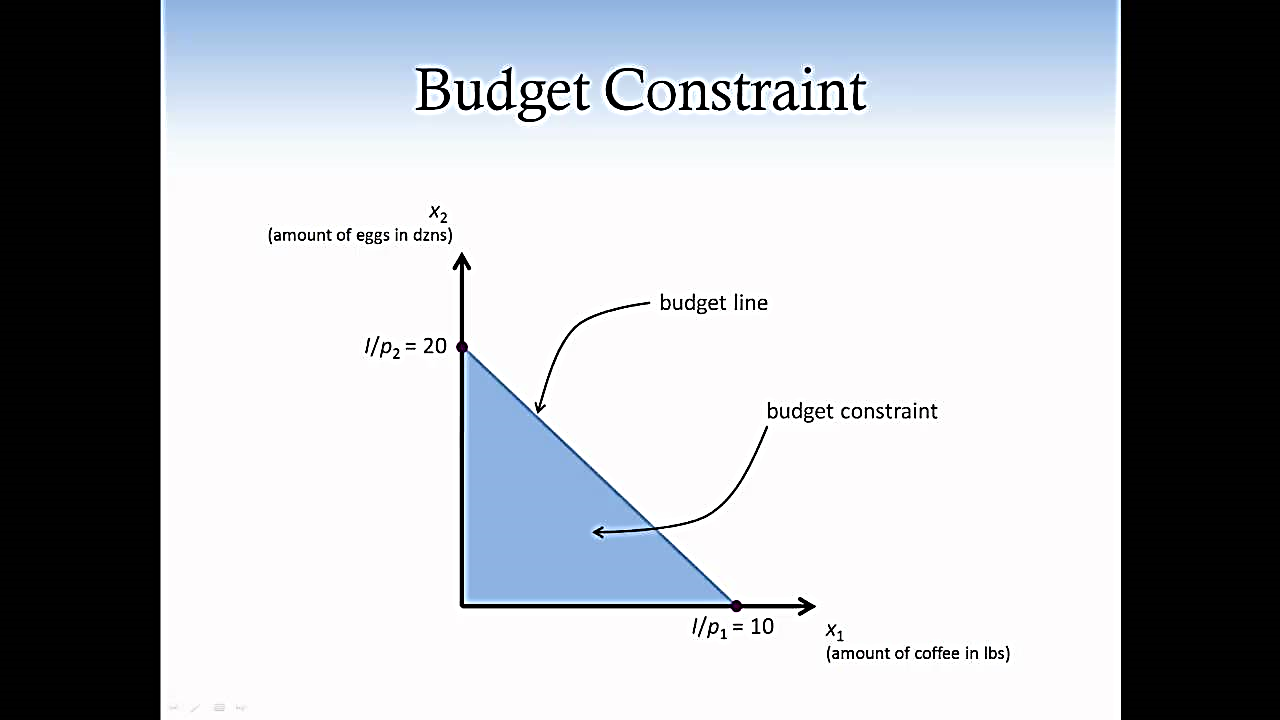 Budget Constraint
x₂
(amount of eggs in dzns)
budget line
I/p₂ = 20
budget constraint
I/p₁ = 10
x₁
(amount of coffee in lbs)